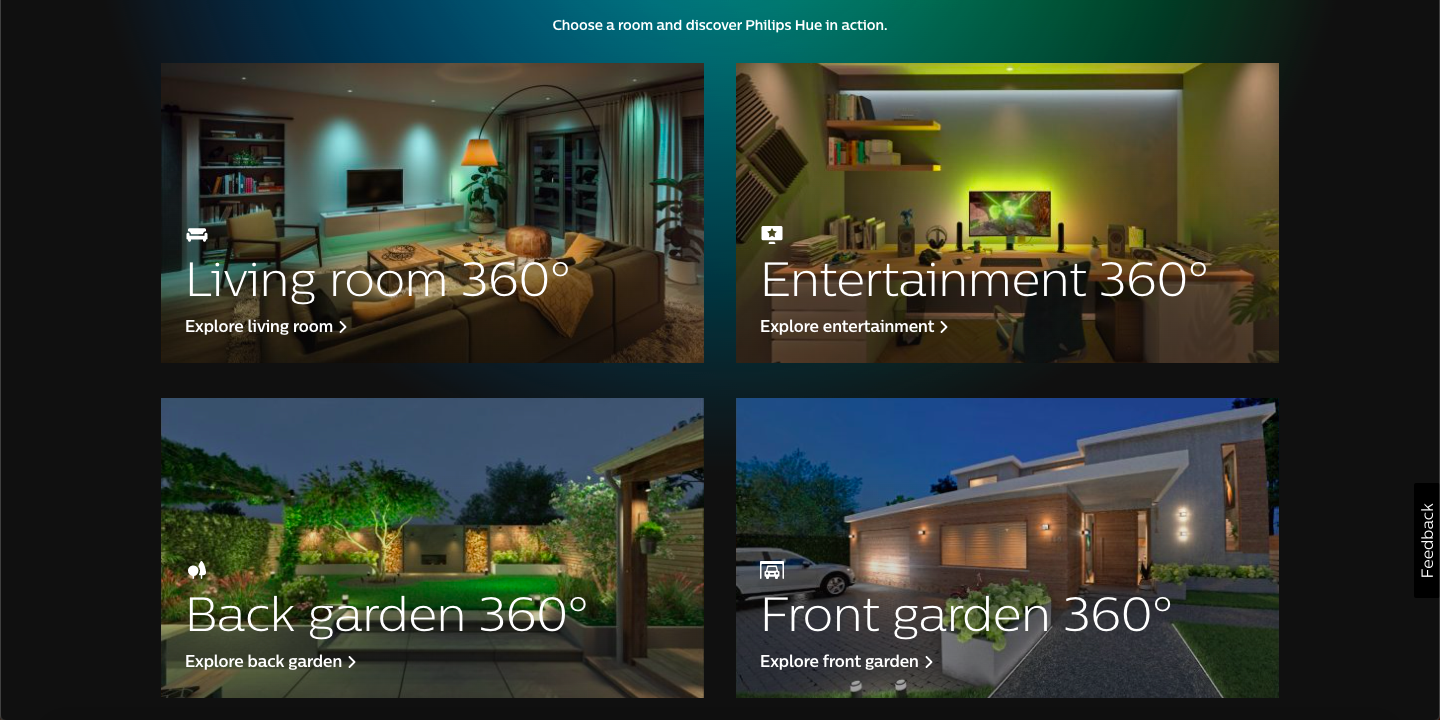 Choose a room and discover Philips Hue in action.
Living room 360°
Explore living room
Entertainment 360°
Explore entertainment
Back garden 360°
Explore back garden
Front garden 360°
Explore front garden
Feedback